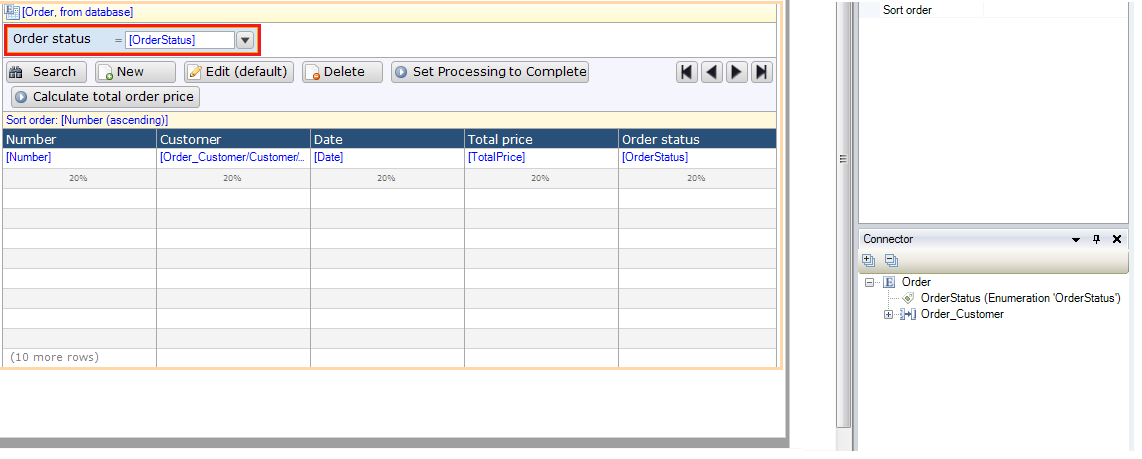 [Order, from database]
Order status = [OrderStatus]
Search New Edit (default) Delete Set Processing to Complete
Calculate total order price
Sort order: [Number (ascending)]
Number Customer Date Total price Order status
[Number] [Order_Customer/Customer/... [Date] [TotalPrice] [OrderStatus]
20% 20% 20% 20% 20%
(10 more rows)
Sort order
Connector
Order
OrderStatus (Enumeration 'OrderStatus')
Order_Customer